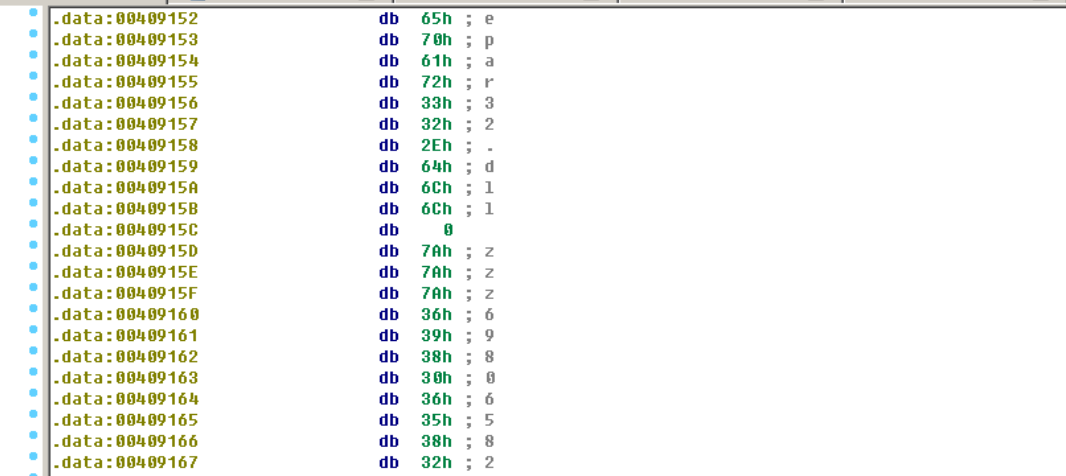 .data:00409152 db 65h ; e
.data:00409153 db 70h ; p
.data:00409154 db 61h ; a
.data:00409155 db 72h ; r
.data:00409156 db 33h ; 3
.data:00409157 db 32h ; 2
.data:00409158 db 2Eh ; .
.data:00409159 db 64h ; d
.data:0040915A db 6Ch ; l
.data:0040915B db 6Ch ; l
.data:0040915C db 0
.data:0040915D db 7Ah ; z
.data:0040915E db 7Ah ; z
.data:0040915F db 7Ah ; z
.data:00409160 db 36h ; 6
.data:00409161 db 39h ; 9
.data:00409162 db 38h ; 8
.data:00409163 db 30h ; 0
.data:00409164 db 36h ; 6
.data:00409165 db 35h ; 5
.data:00409166 db 38h ; 8
.data:00409167 db 32h ; 2